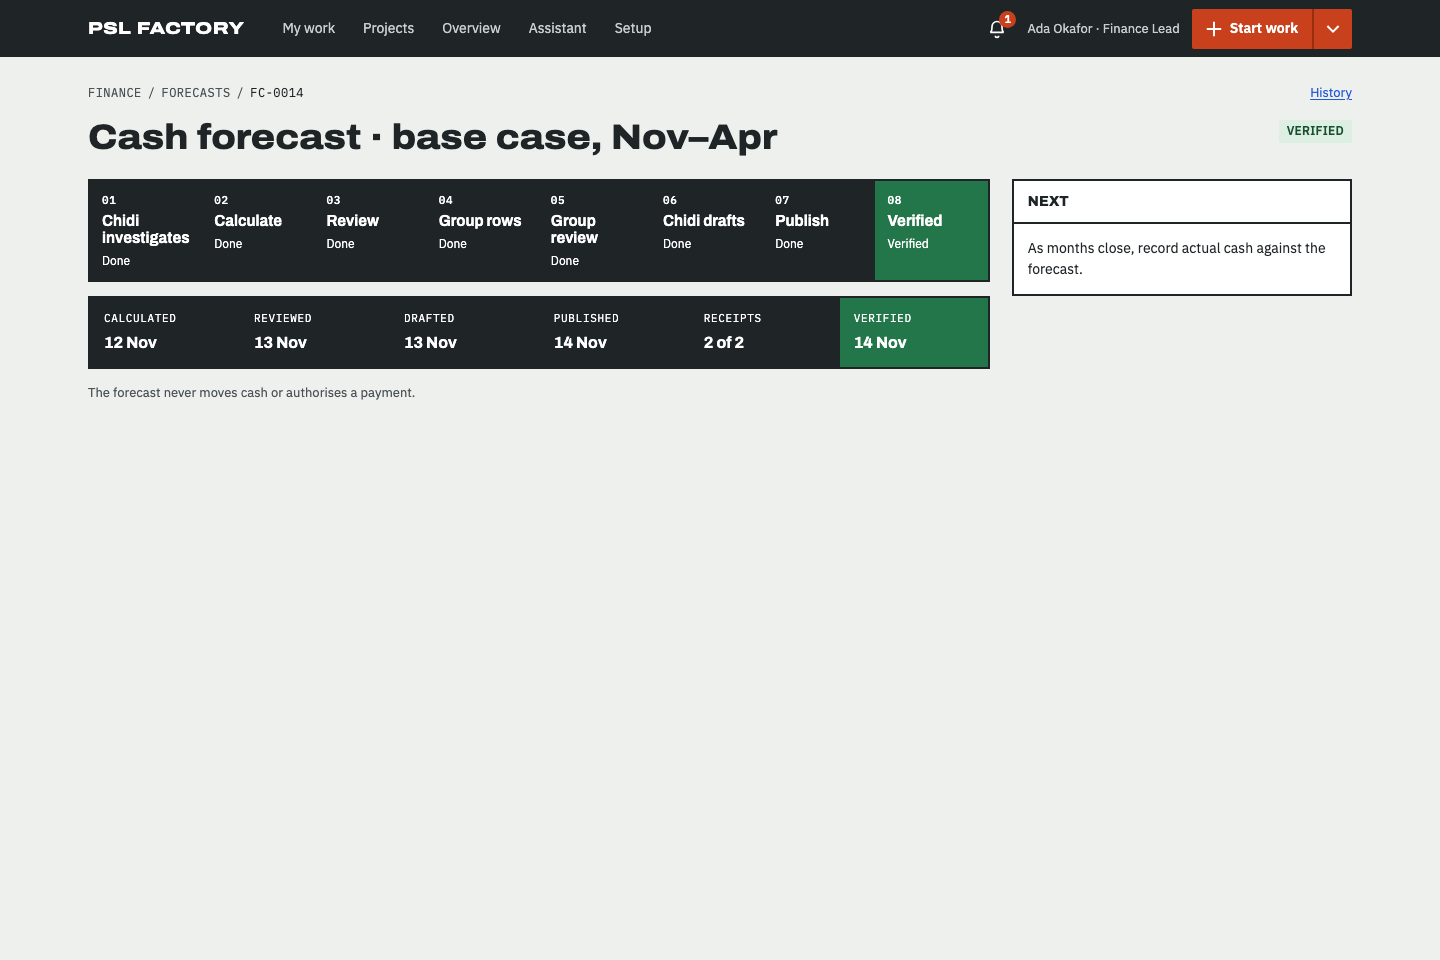 PSL FACTORY My work Projects Overview Assistant Setup 1 Ada Okafor · Finance Lead Start work
FINANCE / FORECASTS / FC-0014 History
Cash forecast · base case, Nov–Apr VERIFIED
01 02 03 04 05 06 07 08
Chidi investigates Calculate Review Group rows Group review Chidi drafts Publish Verified
Done Done Done Done Done Done Done Verified
NEXT
As months close, record actual cash against the
forecast.
CALCULATED REVIEWED DRAFTED PUBLISHED RECEIPTS VERIFIED
12 Nov 13 Nov 13 Nov 14 Nov 2 of 2 14 Nov
The forecast never moves cash or authorises a payment.